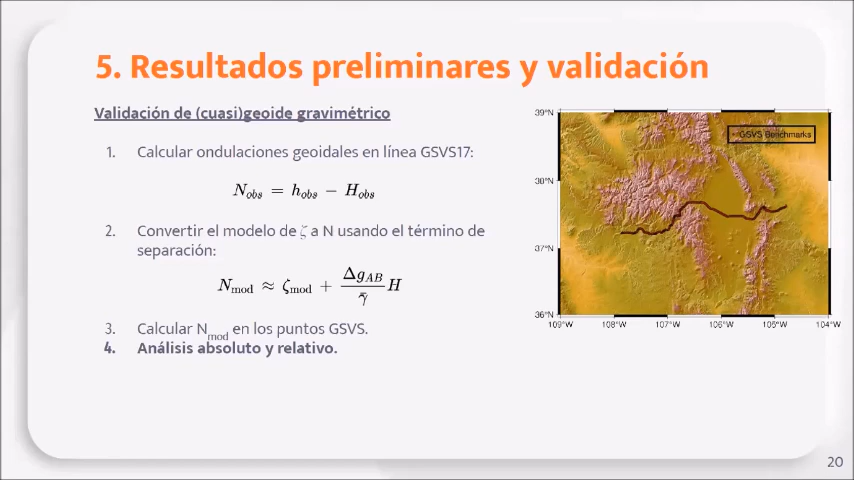 5. Resultados preliminares y validación
Validación de (cuasi)geoide gravimétrico
1. Calcular ondulaciones geoidales en línea GSVS17:
N_obs = h_obs − H_obs
2. Convertir el modelo de ζ a N usando el término de
separación:
N_mod ≈ ζ_mod + Δg_AB / γ̄ H
3. Calcular N_mod en los puntos GSVS.
4. Análisis absoluto y relativo.
GSVS Benchmarks
39°N
38°N
37°N
36°N
109°W 108°W 107°W 106°W 105°W 104°W
20